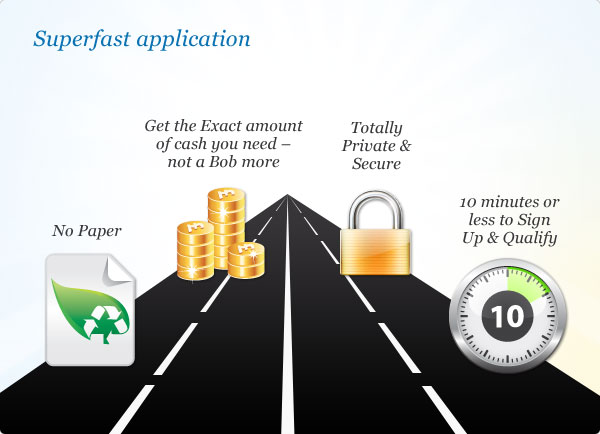 Superfast application
Get the Exact amount
of cash you need –
not a Bob more
Totally
Private &
Secure
No Paper
10 minutes or
less to Sign
Up & Qualify
10